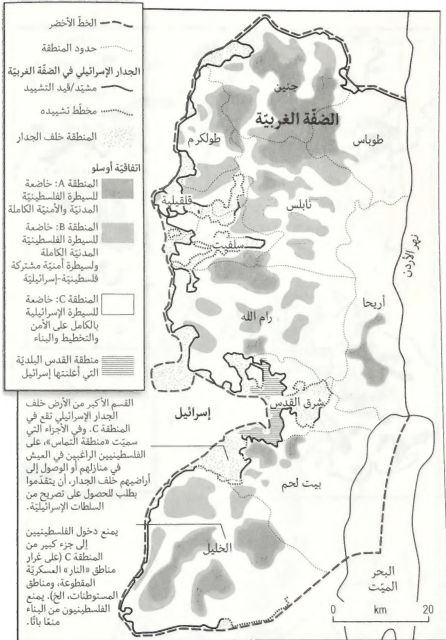 الخطّ الأخضر
حدود المنطقة
الجدار الإسرائيلي في الضفّة الغربيّة
مشيّد/قيد التشييد
مخطّط تشييده
المنطقة خلف الجدار
اتفاقيّة أوسلو
المنطقة A: خاضعة
للسيطرة الفلسطينيّة
المدنيّة والأمنيّة الكاملة
المنطقة B: خاضعة
للسيطرة الفلسطينيّة
المدنيّة الكاملة
ولسيطرة أمنيّة مشتركة
فلسطينيّة-إسرائيليّة
المنطقة C: خاضعة
للسيطرة الإسرائيلية
بالكامل على الأمن
والتخطيط والبناء
منطقة القدس البلديّة
التي أعلنتها إسرائيل
القسم الأكبر من الأرض خلف
الجدار الإسرائيلي تقع في
المنطقة C. وفي الأجزاء التي
سمّيت «منطقة التماس»، على
الفلسطينيين الراغبين في العيش
في منازلهم أو الوصول إلى
أراضيهم خلف الجدار، أن يتقدّموا
بطلب للحصول على تصريح من
السلطات الإسرائيليّة.
يمنع دخول الفلسطينيين
إلى جزء كبير من
المنطقة C (على غرار
مناطق «النار» العسكريّة
المقطوعة، ومناطق
المستوطنات، الخ). يمنع
الفلسطينيون من البناء
منعًا باتًا.
جنين
الضفّة الغربيّة
طوباس
طولكرم
قلقيلية
نابلس
سلفيت
نهر الأردن
أريحا
رام الله
إسرائيل
شرق القدس
بيت لحم
الخليل
البحر
الميّت
0 km 20